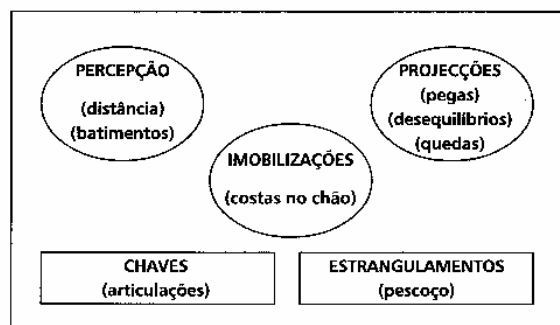 PERCEPÇÃO
(distância)
(batimentos)
PROJECÇÕES
(pegas)
(desequilíbrios)
(quedas)
IMOBILIZAÇÕES
(costas no chão)
CHAVES
(articulações)
ESTRANGULAMENTOS
(pescoço)